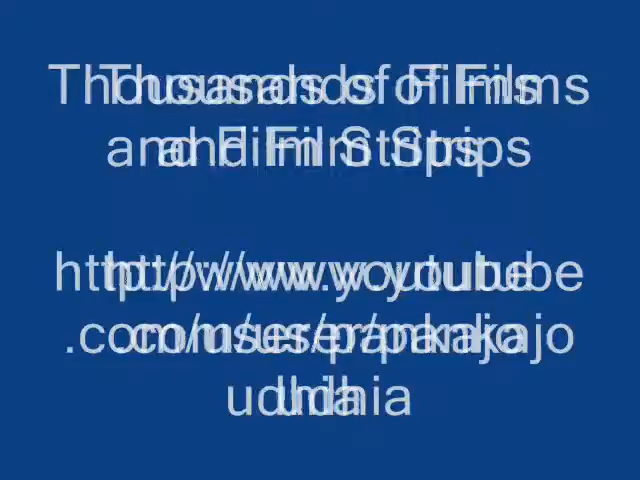 Thousands of Films
and Film Strips
http://www.youtube
.com/user/pankajo
udhia